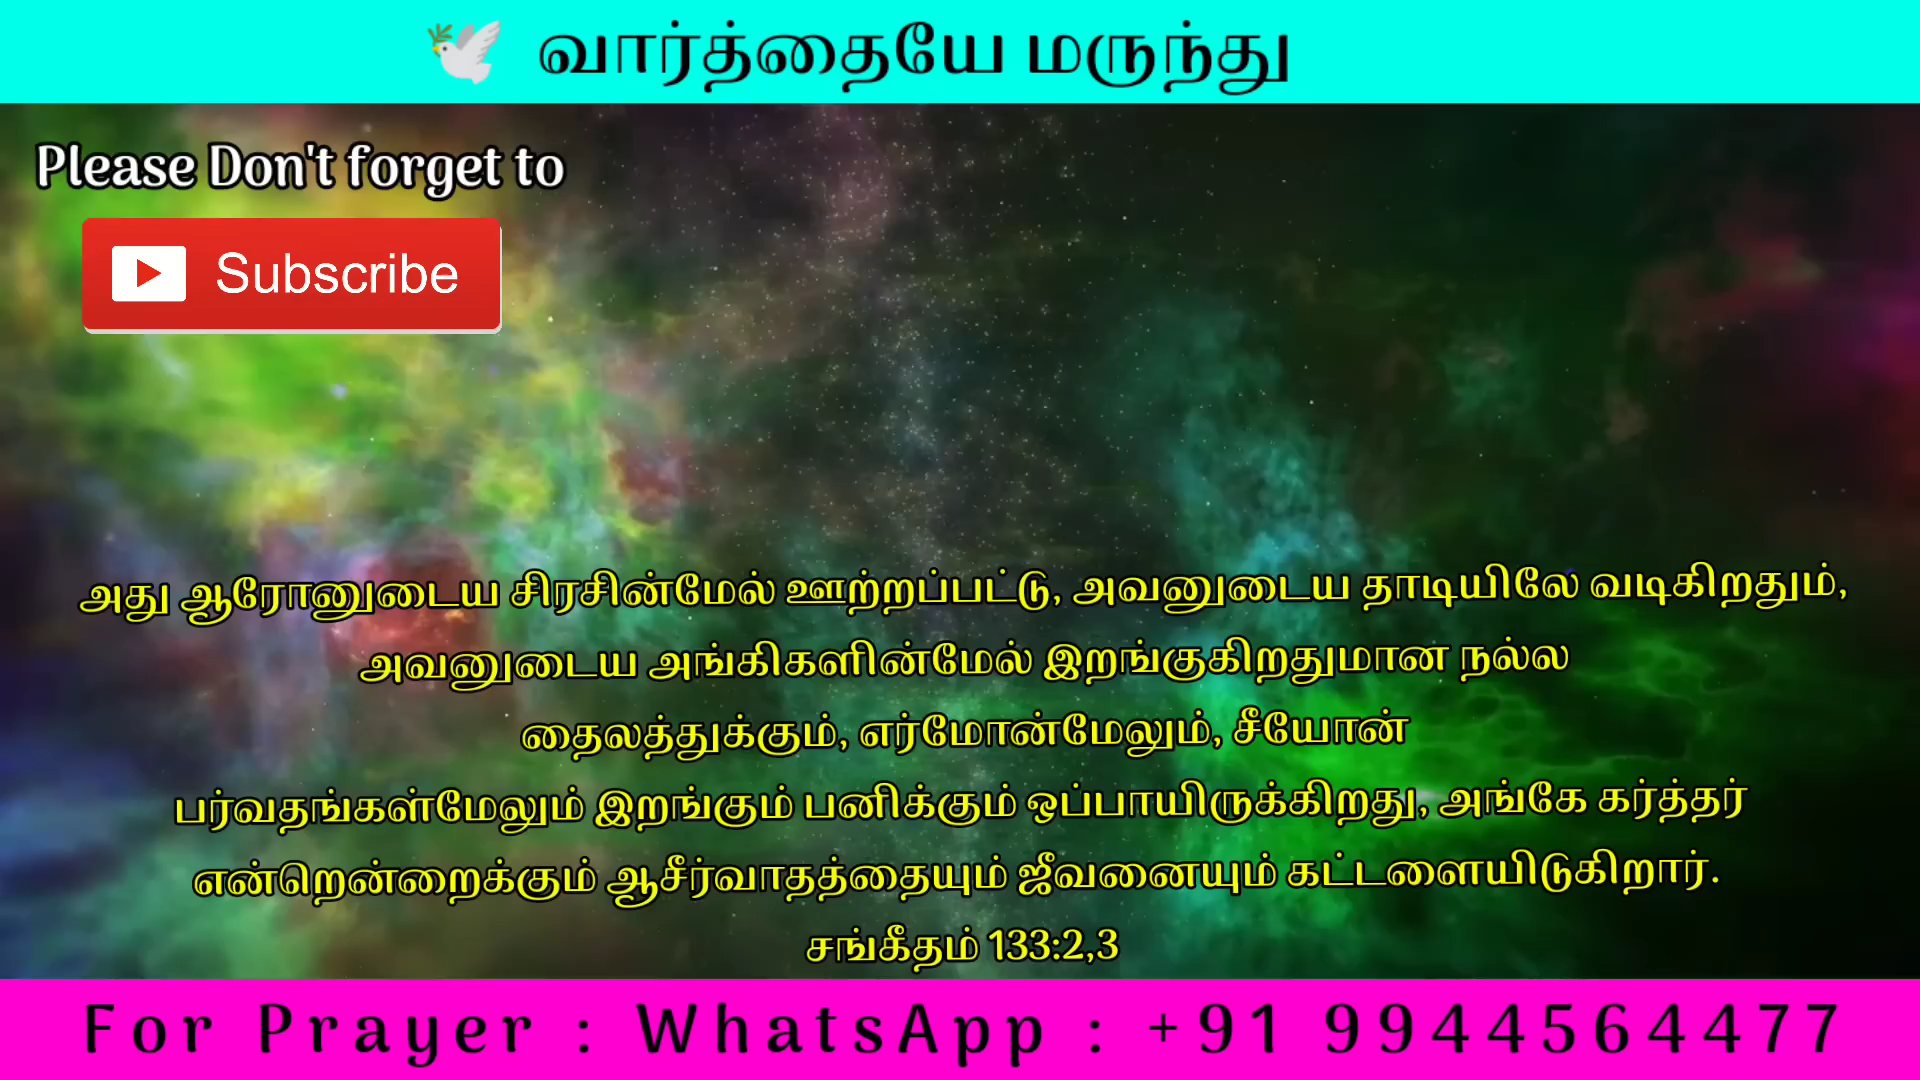 🕊️ வார்த்தையே மருந்து
Please Don't forget to
Subscribe
அது ஆரோனுடைய சிரசின்மேல் ஊற்றப்பட்டு, அவனுடைய தாடியிலே வடிகிறதும்,
அவனுடைய அங்கிகளின்மேல் இறங்குகிறதுமான நல்ல
தைலத்துக்கும், எர்மோன்மேலும், சீயோன்
பர்வதங்கள்மேலும் இறங்கும் பனிக்கும் ஒப்பாயிருக்கிறது, அங்கே கர்த்தர்
என்றென்றைக்கும் ஆசீர்வாதத்தையும் ஜீவனையும் கட்டளையிடுகிறார்.
சங்கீதம் 133:2,3
For Prayer : WhatsApp : +91 9944564477